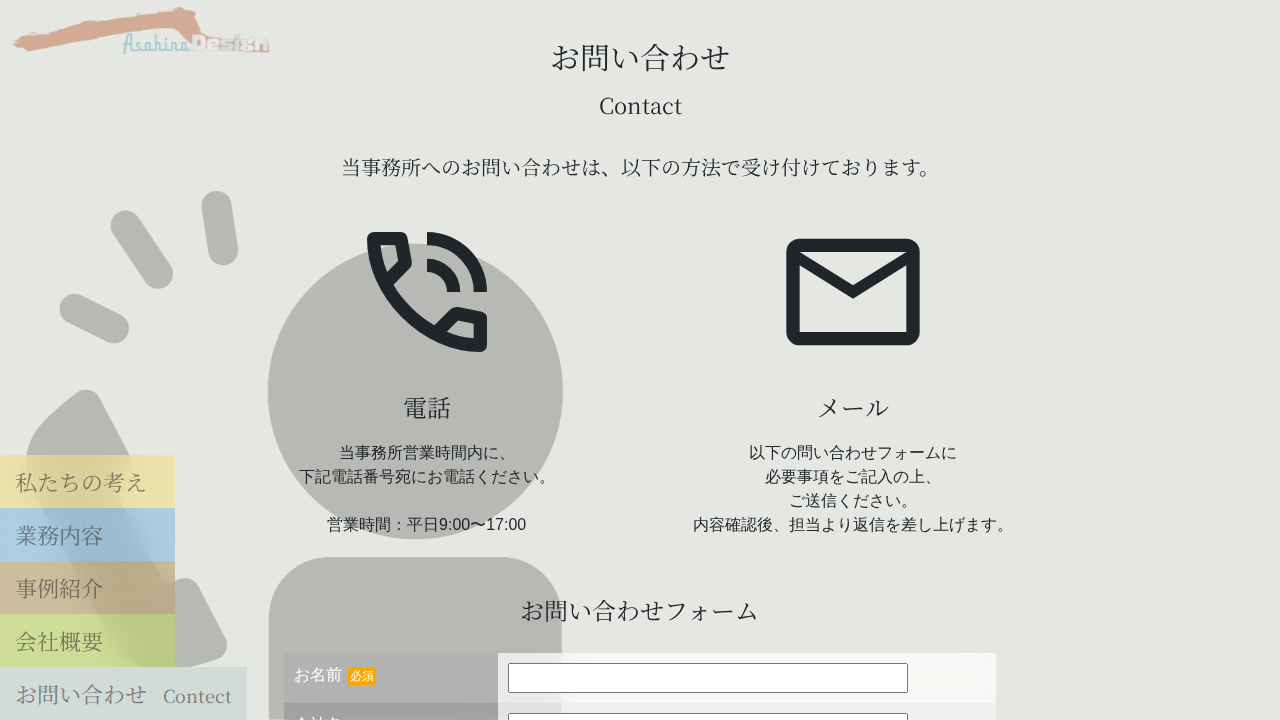 AsahinaDesign
お問い合わせ
Contact
当事務所へのお問い合わせは、以下の方法で受け付けております。
電話
当事務所営業時間内に、
下記電話番号宛にお電話ください。
営業時間：平日9:00〜17:00
メール
以下の問い合わせフォームに
必要事項をご記入の上、
ご送信ください。
内容確認後、担当より返信を差し上げます。
お問い合わせフォーム
お名前 必須
私たちの考え
業務内容
事例紹介
会社概要
お問い合わせ Contect